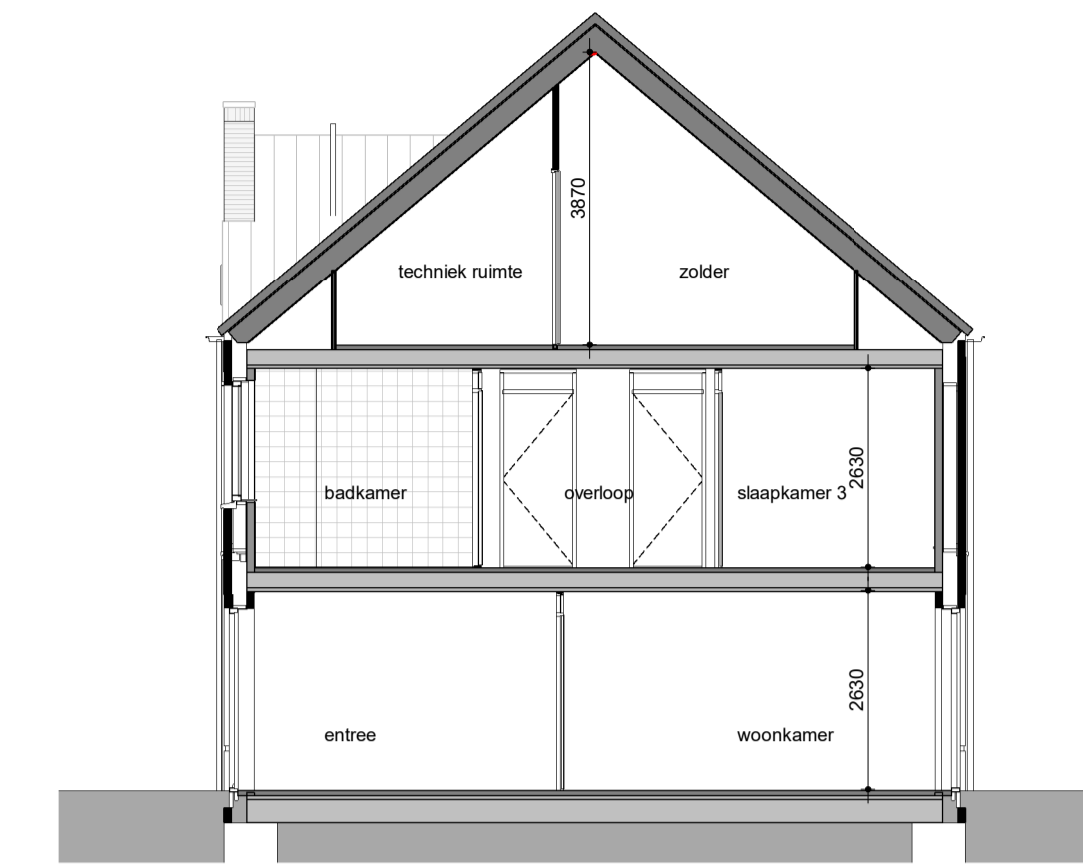 3870
techniek ruimte
zolder
2630
badkamer
overloop
slaapkamer 3
2630
entree
woonkamer